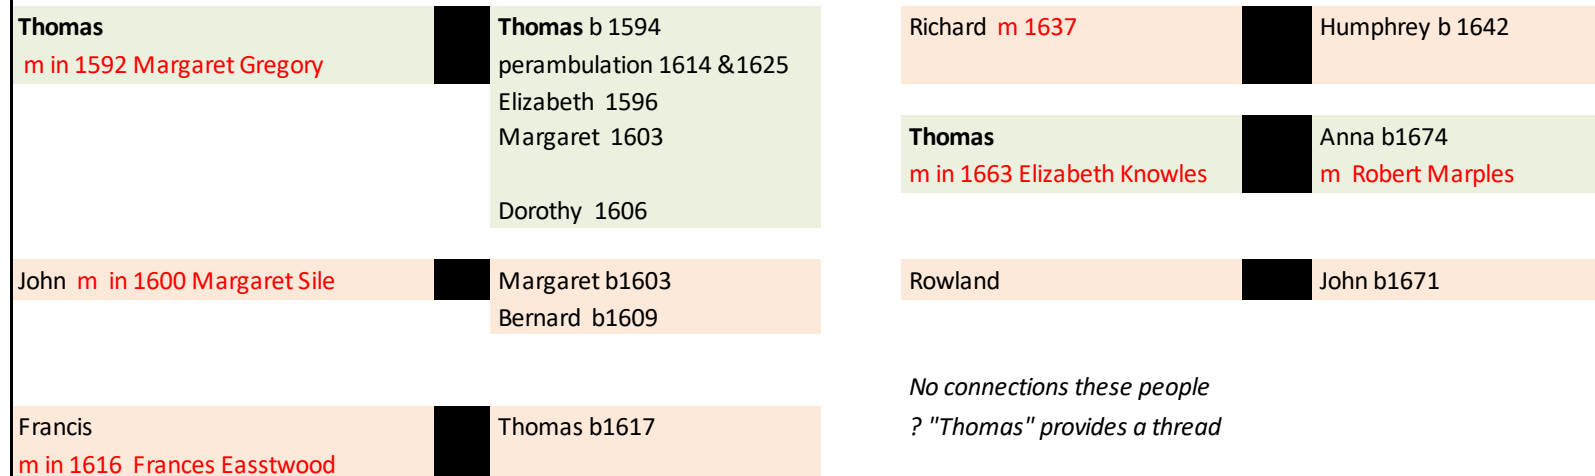 Thomas
m in 1592 Margaret Gregory
Thomas b 1594
perambulation 1614 &1625
Elizabeth 1596
Margaret 1603
Dorothy 1606
John m in 1600 Margaret Sile
Margaret b1603
Bernard b1609
Francis
m in 1616 Frances Easstwood
Thomas b1617
Richard m 1637
Humphrey b 1642
Thomas
m in 1663 Elizabeth Knowles
Anna b1674
m Robert Marples
Rowland
John b1671
No connections these people
? "Thomas" provides a thread